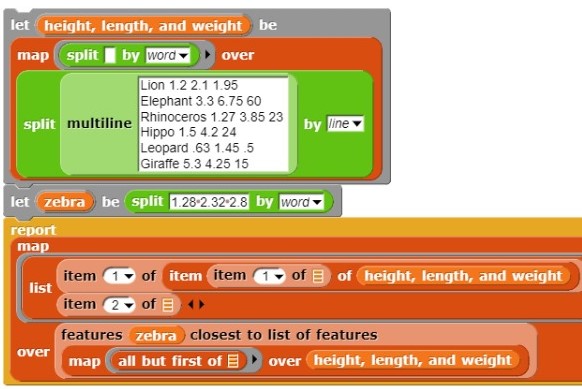 let height, length, and weight be
map split by word over
split multiline
Lion 1.2 2.1 1.95
Elephant 3.3 6.75 60
Rhinoceros 1.27 3.85 23
Hippo 1.5 4.2 24
Leopard .63 1.45 .5
Giraffe 5.3 4.25 15
by line
let zebra be split 1.28•2.32•2.8 by word
report
map
list item 1 of item item 1 of of height, length, and weight
item 2 of
over features zebra closest to list of features
map all but first of over height, length, and weight